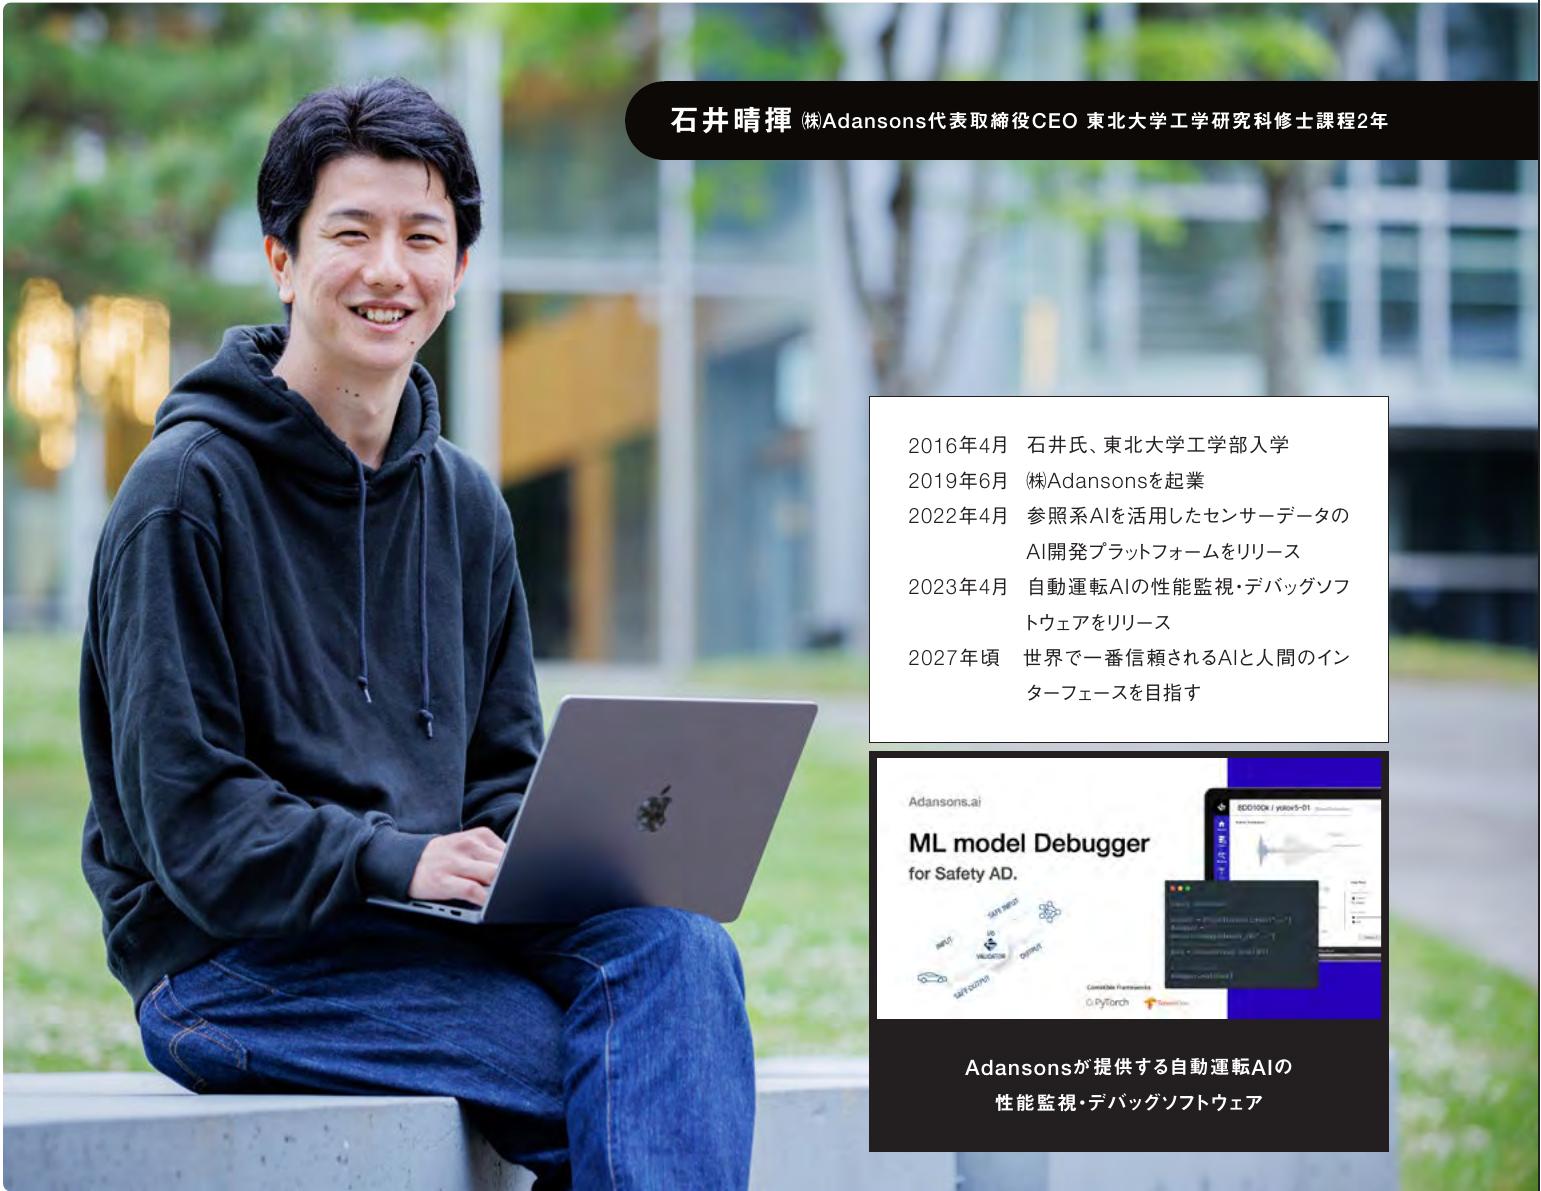 石井晴揮 ㈱Adansons代表取締役CEO 東北大学工学研究科修士課程2年
2016年4月 石井氏、東北大学工学部入学
2019年6月 ㈱Adansonsを起業
2022年4月 参照系AIを活用したセンサーデータの
AI開発プラットフォームをリリース
2023年4月 自動運転AIの性能監視・デバッグソフ
トウェアをリリース
2027年頃 世界で一番信頼されるAIと人間のイン
ターフェースを目指す
Adansons.ai
ML model Debugger
for Safety AD.
BDD100k / yolov5-01
SAFE INPUT
INPUT
I/O
VALIDATOR
OUTPUT
SAFE OUTPUT
PyTorch
Adansonsが提供する自動運転AIの
性能監視・デバッグソフトウェア